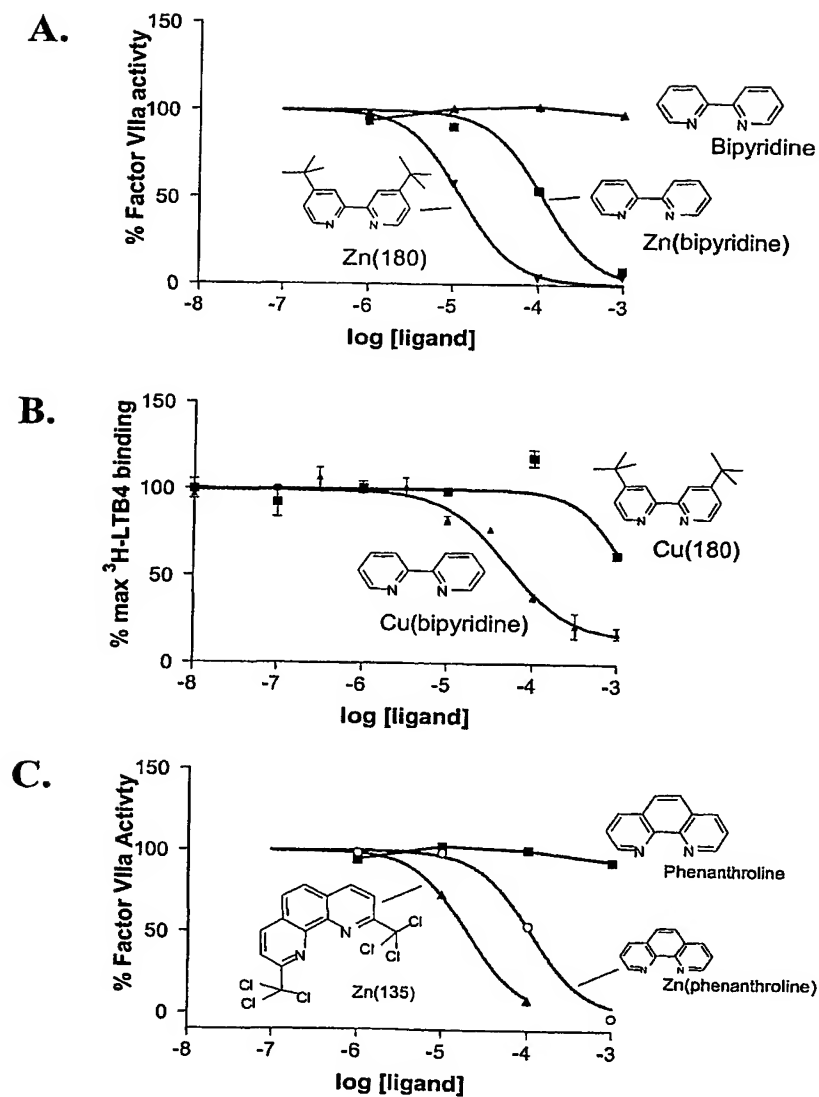 A.
% Factor VIIa activty
150
100
50
0
-8
-7
-6
-5
-4
-3
log [ligand]
N
N
Bipyridine
N
N
Zn(180)
N
N
Zn(bipyridine)
B.
% max ³H-LTB4 binding
150
100
50
0
-8
-7
-6
-5
-4
-3
log [ligand]
N
N
Cu(180)
N
N
Cu(bipyridine)
C.
% Factor VIIa Activty
150
100
50
0
-8
-7
-6
-5
-4
-3
log [ligand]
N
N
Phenanthroline
N
N
Cl
Cl
Cl
Cl
Cl
Cl
Zn(135)
N
N
Zn(phenanthroline)